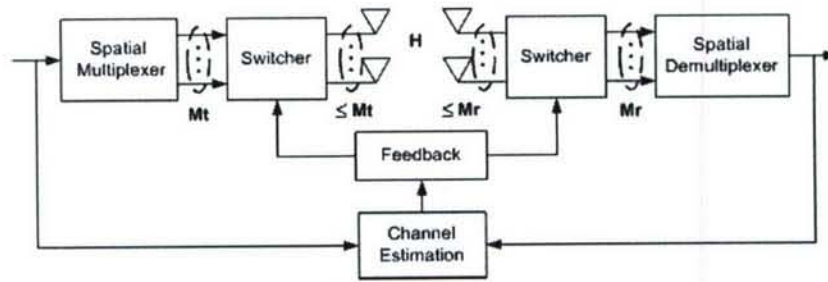 Spatial
Multiplexer
Mt
Switcher
≤ Mt
H
≤ Mr
Switcher
Mr
Spatial
Demultiplexer
Feedback
Channel
Estimation